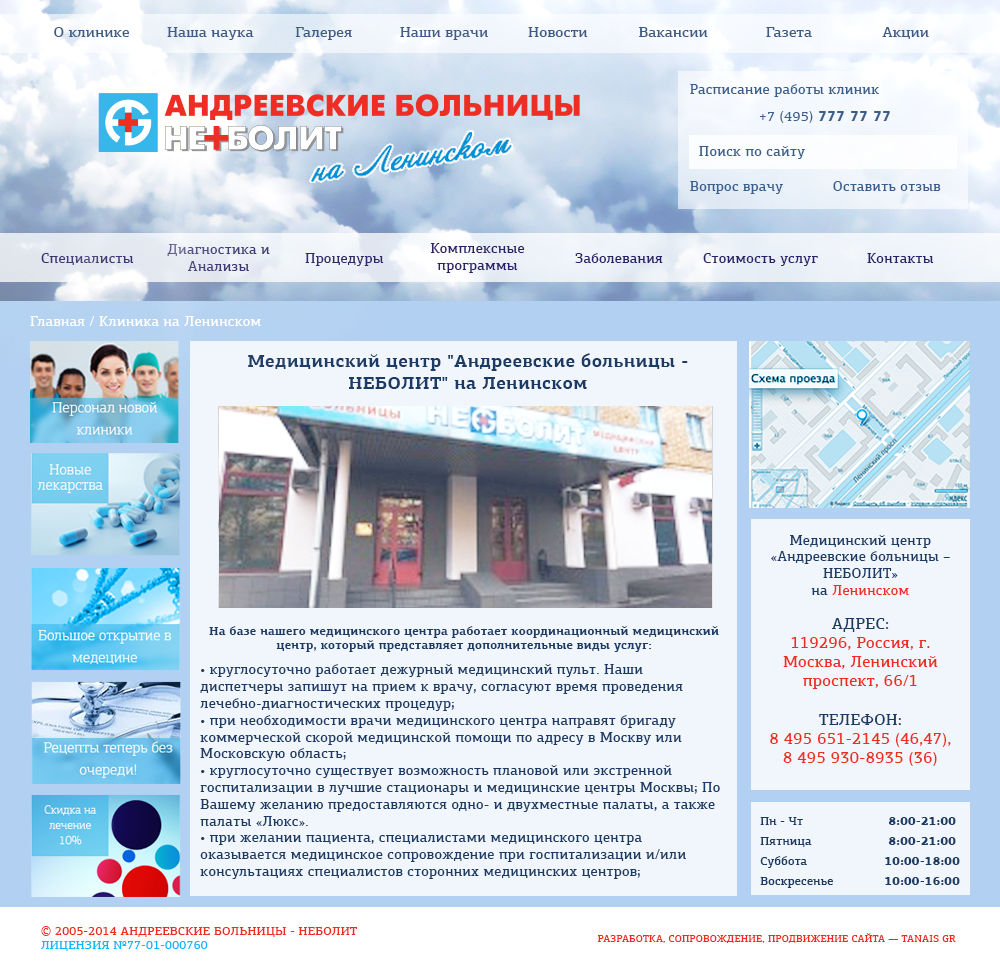 О клинике
Наша наука
Галерея
Наши врачи
Новости
Вакансии
Газета
Акции
АНДРЕЕВСКИЕ БОЛЬНИЦЫ
НЕ+БОЛИТ
на Ленинском
Расписание работы клиник
+7 (495) 777 77 77
Поиск по сайту
Вопрос врачу
Оставить отзыв
Специалисты
Диагностика и
Анализы
Процедуры
Комплексные
программы
Заболевания
Стоимость услуг
Контакты
Главная / Клиника на Ленинском
Персонал новой
клиники
Новые
лекарства
Большое открытие в
медецине
Рецепты теперь без
очереди!
Скидка на
лечение
10%
Медицинский центр "Андреевские больницы -
НЕБОЛИТ" на Ленинском
БОЛЬНИЦЫ
НЕБОЛИТ
МЕДИЦИНСКИЙ
ЦЕНТР
На базе нашего медицинского центра работает координационный медицинский
центр, который представляет дополнительные виды услуг:
• круглосуточно работает дежурный медицинский пульт. Наши
диспетчеры запишут на прием к врачу, согласуют время проведения
лечебно-диагностических процедур;
• при необходимости врачи медицинского центра направят бригаду
коммерческой скорой медицинской помощи по адресу в Москву или
Московскую область;
• круглосуточно существует возможность плановой или экстренной
госпитализации в лучшие стационары и медицинские центры Москвы; По
Вашему желанию предоставляются одно- и двухместные палаты, а также
палаты «Люкс».
• при желании пациента, специалистами медицинского центра
оказывается медицинское сопровождение при госпитализации и/или
консультациях специалистов сторонних медицинских центров;
Схема проезда
Ленинский просп.
Яндекс
Медицинский центр
«Андреевские больницы –
НЕБОЛИТ»
на Ленинском
АДРЕС:
119296, Россия, г.
Москва, Ленинский
проспект, 66/1
ТЕЛЕФОН:
8 495 651-2145 (46,47),
8 495 930-8935 (36)
Пн - Чт 8:00-21:00
Пятница 8:00-21:00
Суббота 10:00-18:00
Воскресенье 10:00-16:00
© 2005-2014 АНДРЕЕВСКИЕ БОЛЬНИЦЫ - НЕБОЛИТ
ЛИЦЕНЗИЯ №77-01-000760
РАЗРАБОТКА, СОПРОВОЖДЕНИЕ, ПРОДВИЖЕНИЕ САЙТА — TANAIS GR